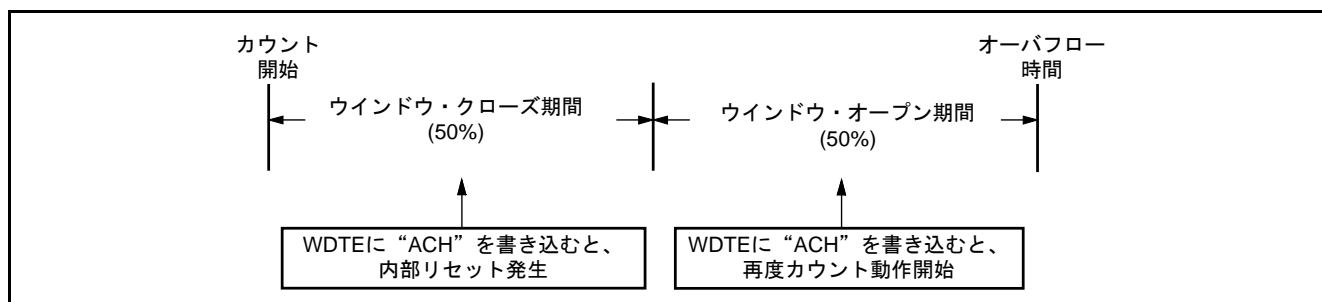 カウント
開始
オーバフロー
時間
ウインドウ・クローズ期間
(50%)
ウインドウ・オープン期間
(50%)
WDTEに“ACH”を書き込むと、
内部リセット発生
WDTEに“ACH”を書き込むと、
再度カウント動作開始